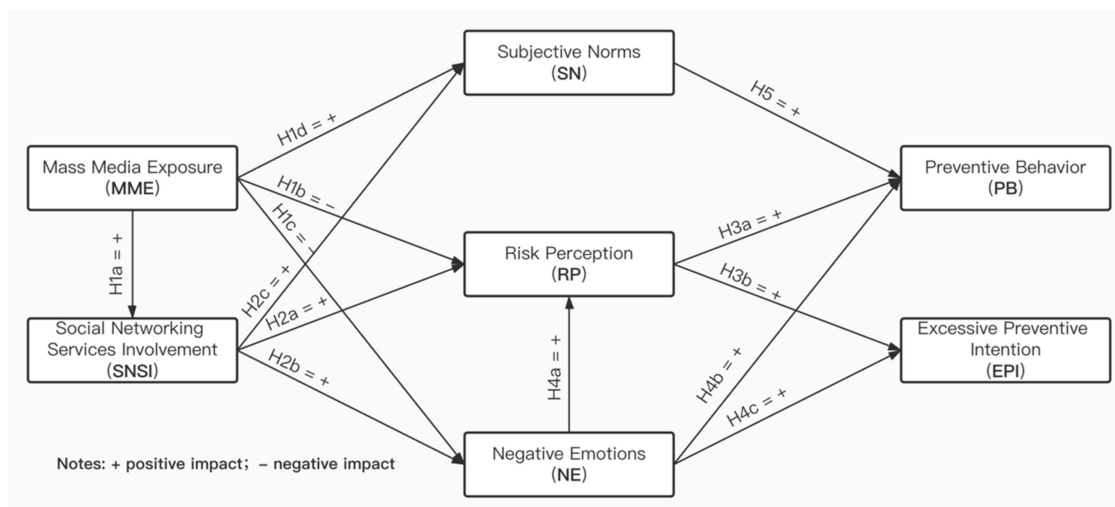 Subjective Norms
(SN)
H1d = +
H5 = +
Mass Media Exposure
(MME)
Preventive Behavior
(PB)
H1b = –
H1c = –
H3a = +
H1a = +
Risk Perception
(RP)
H2c = +
H2a = +
H3b = +
Social Networking
Services Involvement
(SNSI)
Excessive Preventive
Intention
(EPI)
H2b = +
H4a = +
H4b = +
H4c = +
Negative Emotions
(NE)
Notes: + positive impact; – negative impact